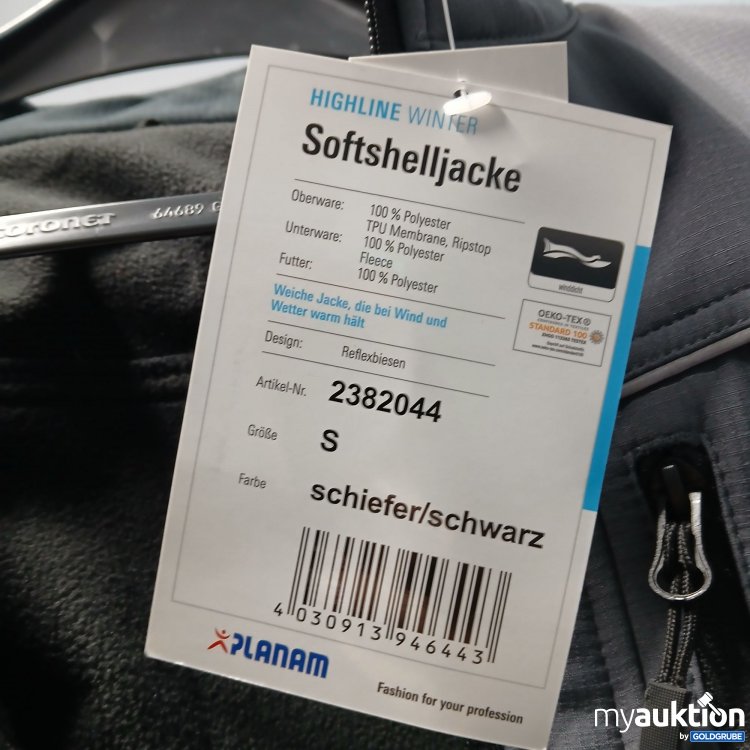 HIGHLINE WINTER
Softshelljacke
Oberware: 100 % Polyester
TPU Membrane, Ripstop
Unterware: 100 % Polyester
Fleece
Futter: 100 % Polyester
Weiche Jacke, die bei Wind und
Wetter warm hält
Design: Reflexbiesen
Artikel-Nr. 2382044
Größe S
Farbe schiefer/schwarz
4 030913 946443
PLANAM
Fashion for your profession
winddicht
OEKO-TEX®
STANDARD 100
coronet 64689
myauktion
by GOLDGRUBE